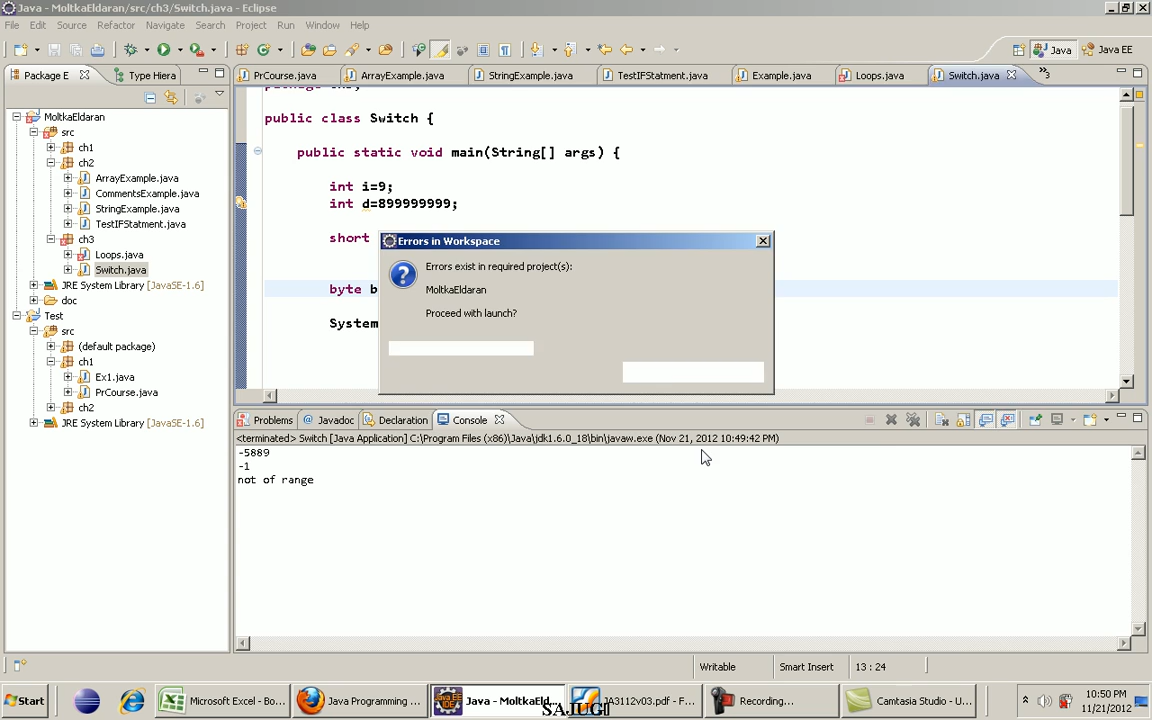 Java - MoltkaEldaran/src/ch3/Switch.java - Eclipse
File Edit Source Refactor Navigate Search Project Run Window Help
Java Java EE
Package E Type Hiera PrCourse.java ArrayExample.java StringExample.java TestIFStatment.java Example.java Loops.java Switch.java
MoltkaEldaran
src
ch1
ch2
ArrayExample.java
CommentsExample.java
StringExample.java
TestIFStatment.java
ch3
Loops.java
Switch.java
JRE System Library [JavaSE-1.6]
doc
Test
src
(default package)
ch1
Ex1.java
PrCourse.java
ch2
JRE System Library [JavaSE-1.6]
public class Switch {
public static void main(String[] args) {
int i=9;
int d=899999999;
short
byte b
System
Errors in Workspace
Errors exist in required project(s):
MoltkaEldaran
Proceed with launch?
Problems Javadoc Declaration Console
<terminated> Switch [Java Application] C:\Program Files (x86)\Java\jdk1.6.0_18\bin\javaw.exe (Nov 21, 2012 10:49:42 PM)
-5889
-1
not of range
Writable Smart Insert 13 : 24
Start Microsoft Excel - Bo... Java Programming ... Java - MoltkaEld... JA3112v03.pdf - F... Recording... Camtasia Studio - U... 10:50 PM
11/21/2012